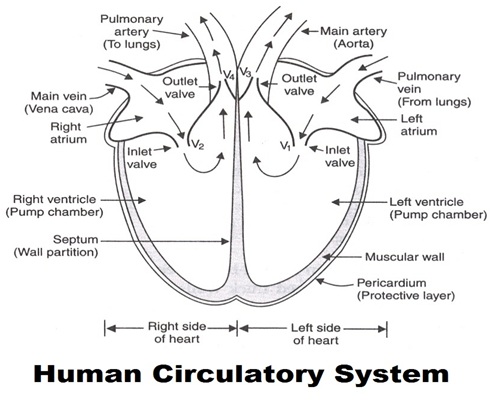 Pulmonary
artery
(To lungs)
Main artery
(Aorta)
V4
V3
Outlet
valve
Outlet
valve
Pulmonary
vein
(From lungs)
Main vein
(Vena cava)
Right
atrium
Left
atrium
Inlet
valve
V2
V1
Inlet
valve
Right ventricle
(Pump chamber)
Left ventricle
(Pump chamber)
Septum
(Wall partition)
Muscular wall
Pericardium
(Protective layer)
Right side
of heart
Left side
of heart
Human Circulatory System